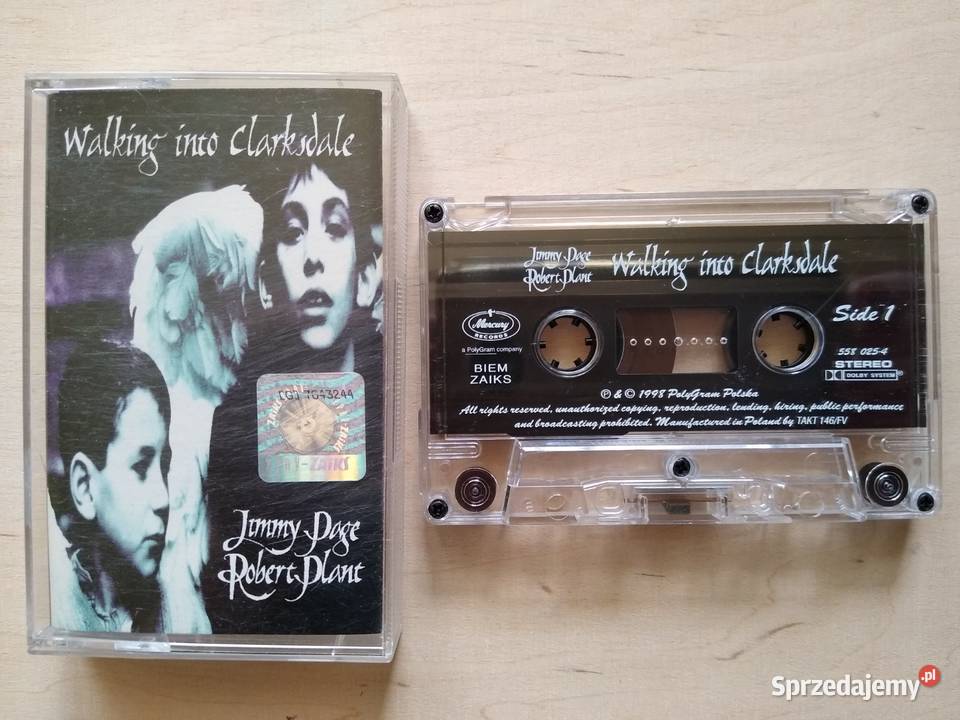 Walking into Clarksdale
Jimmy Page
Robert Plant
Jimmy Page
Robert Plant
Walking into Clarksdale
Side 1
Mercury
RECORDS
a PolyGram company
BIEM
ZAIKS
558 025-4
STEREO
DOLBY SYSTEM®
℗ & © 1998 PolyGram Polska
All rights reserved, unauthorized copying, reproduction, lending, hiring, public performance
and broadcasting prohibited. Manufactured in Poland by TAKT 146/FV
Sprzedajemy.pl